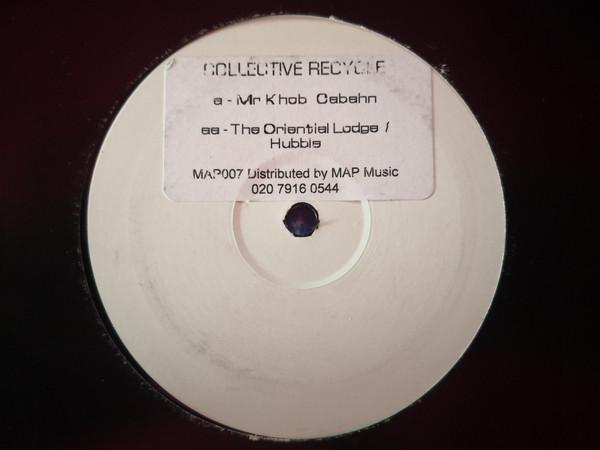 COLLECTIVE RECYCLE
a - Mr Khob Cabahn
aa - The Oriential Lodge /
Hubble
MAP007 Distributed by MAP Music
020 7916 0544